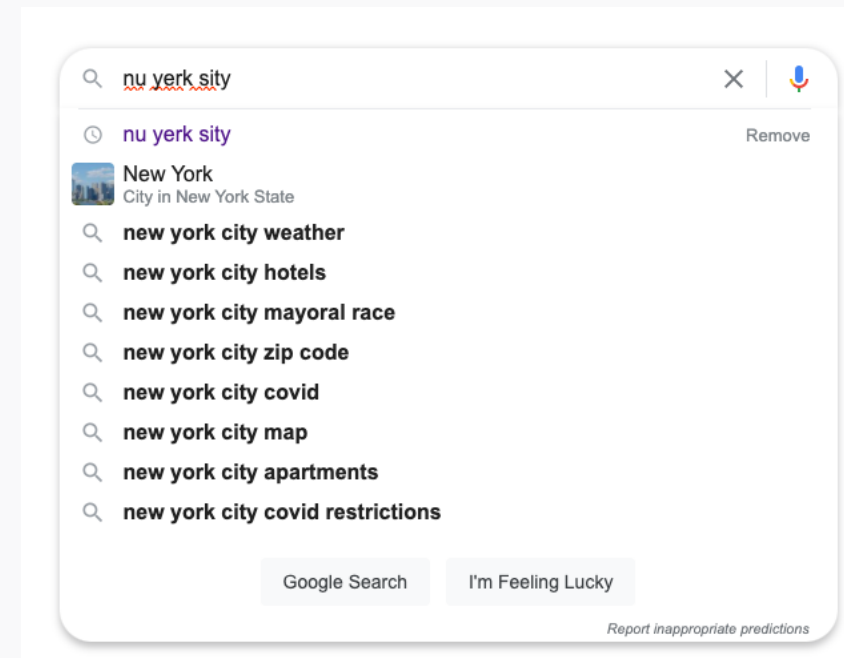 nu yerk sity
nu yerk sity Remove
New York
City in New York State
new york city weather
new york city hotels
new york city mayoral race
new york city zip code
new york city covid
new york city map
new york city apartments
new york city covid restrictions
Google Search I'm Feeling Lucky
Report inappropriate predictions